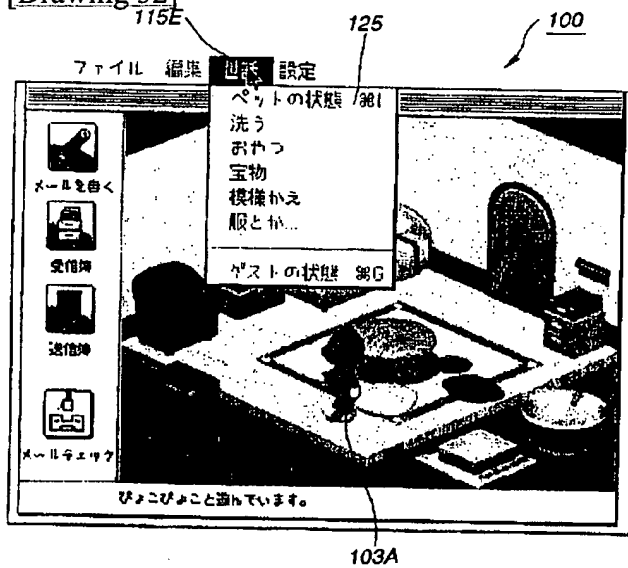 [Drawing 32]
115E
125
100
ファイル 編集 世話 設定
ペットの状態 ⌘I
洗う
おやつ
宝物
模様かえ
服とか...
ゲストの状態 ⌘G
メールを書く
受信簿
送信簿
メールチェック
ぴょこぴょこと遊んでいます。
103A